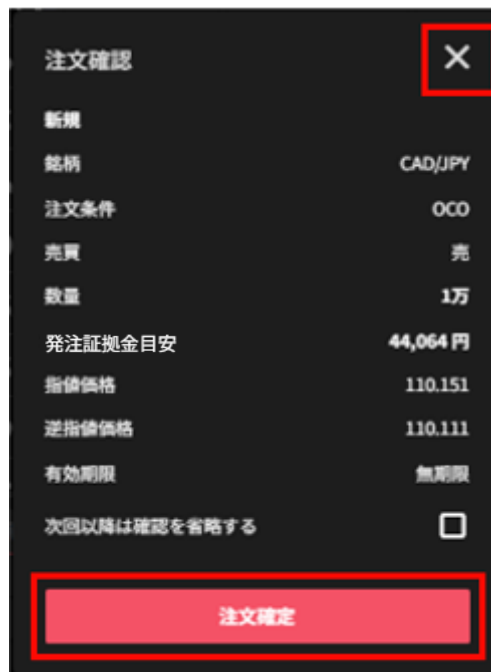 注文確認 ×
新規
銘柄 CAD/JPY
注文条件 OCO
売買 売
数量 1万
発注証拠金目安 44,064 円
指値価格 110.151
逆指値価格 110.111
有効期限 無期限
次回以降は確認を省略する
注文確定